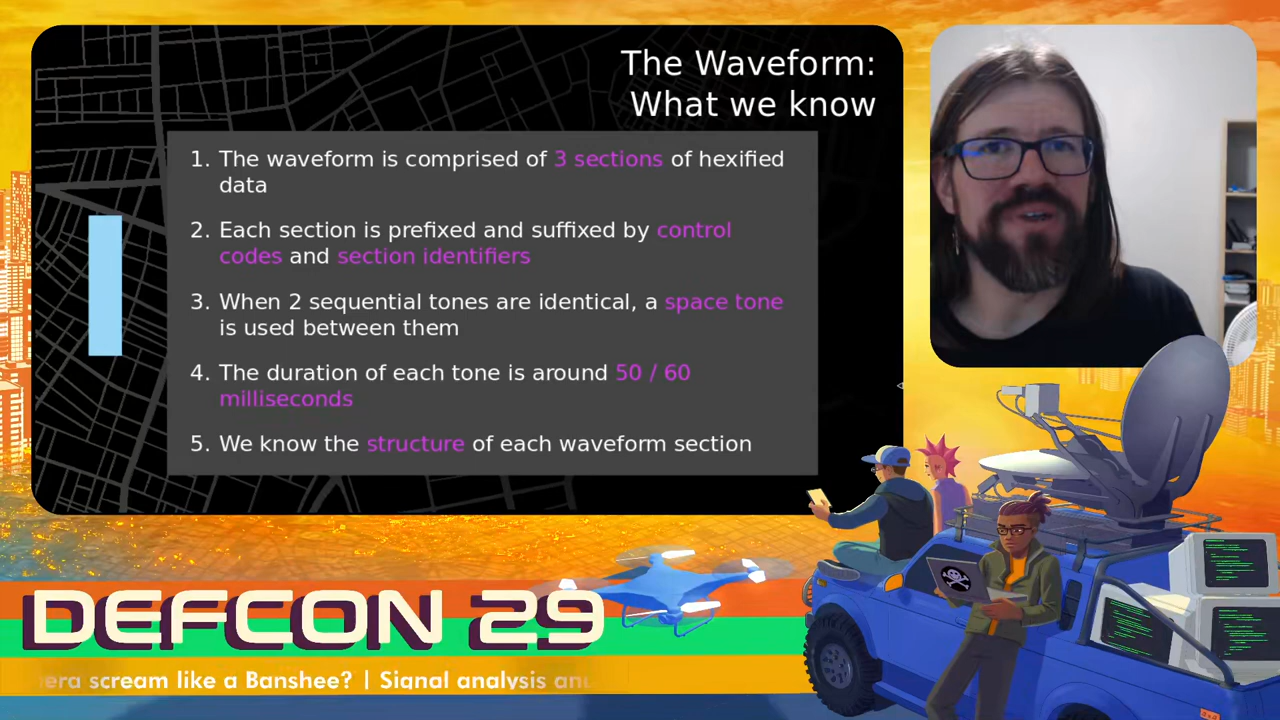 The Waveform:
What we know
1. The waveform is comprised of 3 sections of hexified
data
2. Each section is prefixed and suffixed by control
codes and section identifiers
3. When 2 sequential tones are identical, a space tone
is used between them
4. The duration of each tone is around 50 / 60
milliseconds
5. We know the structure of each waveform section
DEFCON 29
scream like a Banshee? | Signal analysis